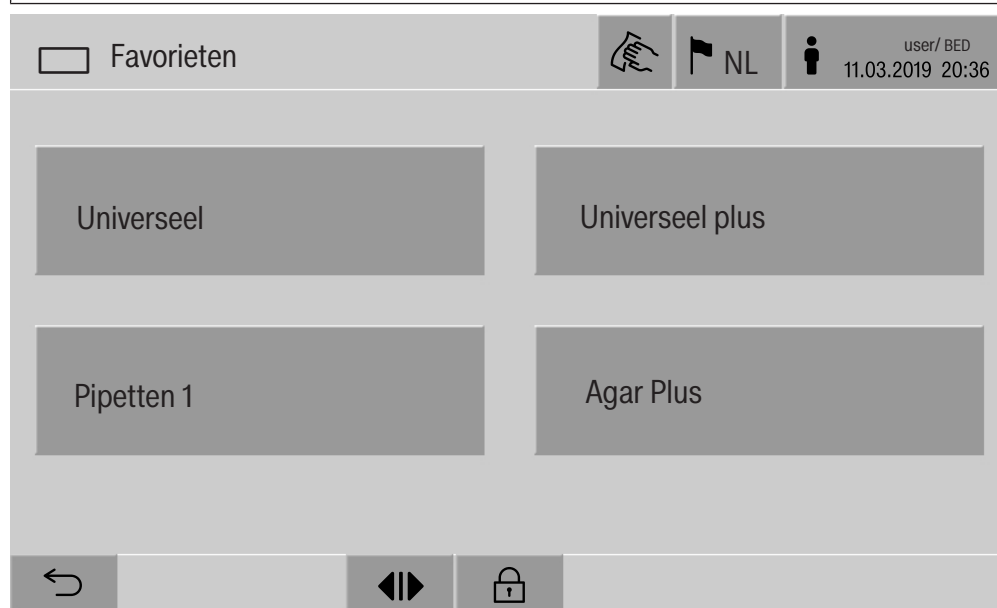 Favorieten
NL
user/ BED
11.03.2019 20:36
Universeel
Universeel plus
Pipetten 1
Agar Plus